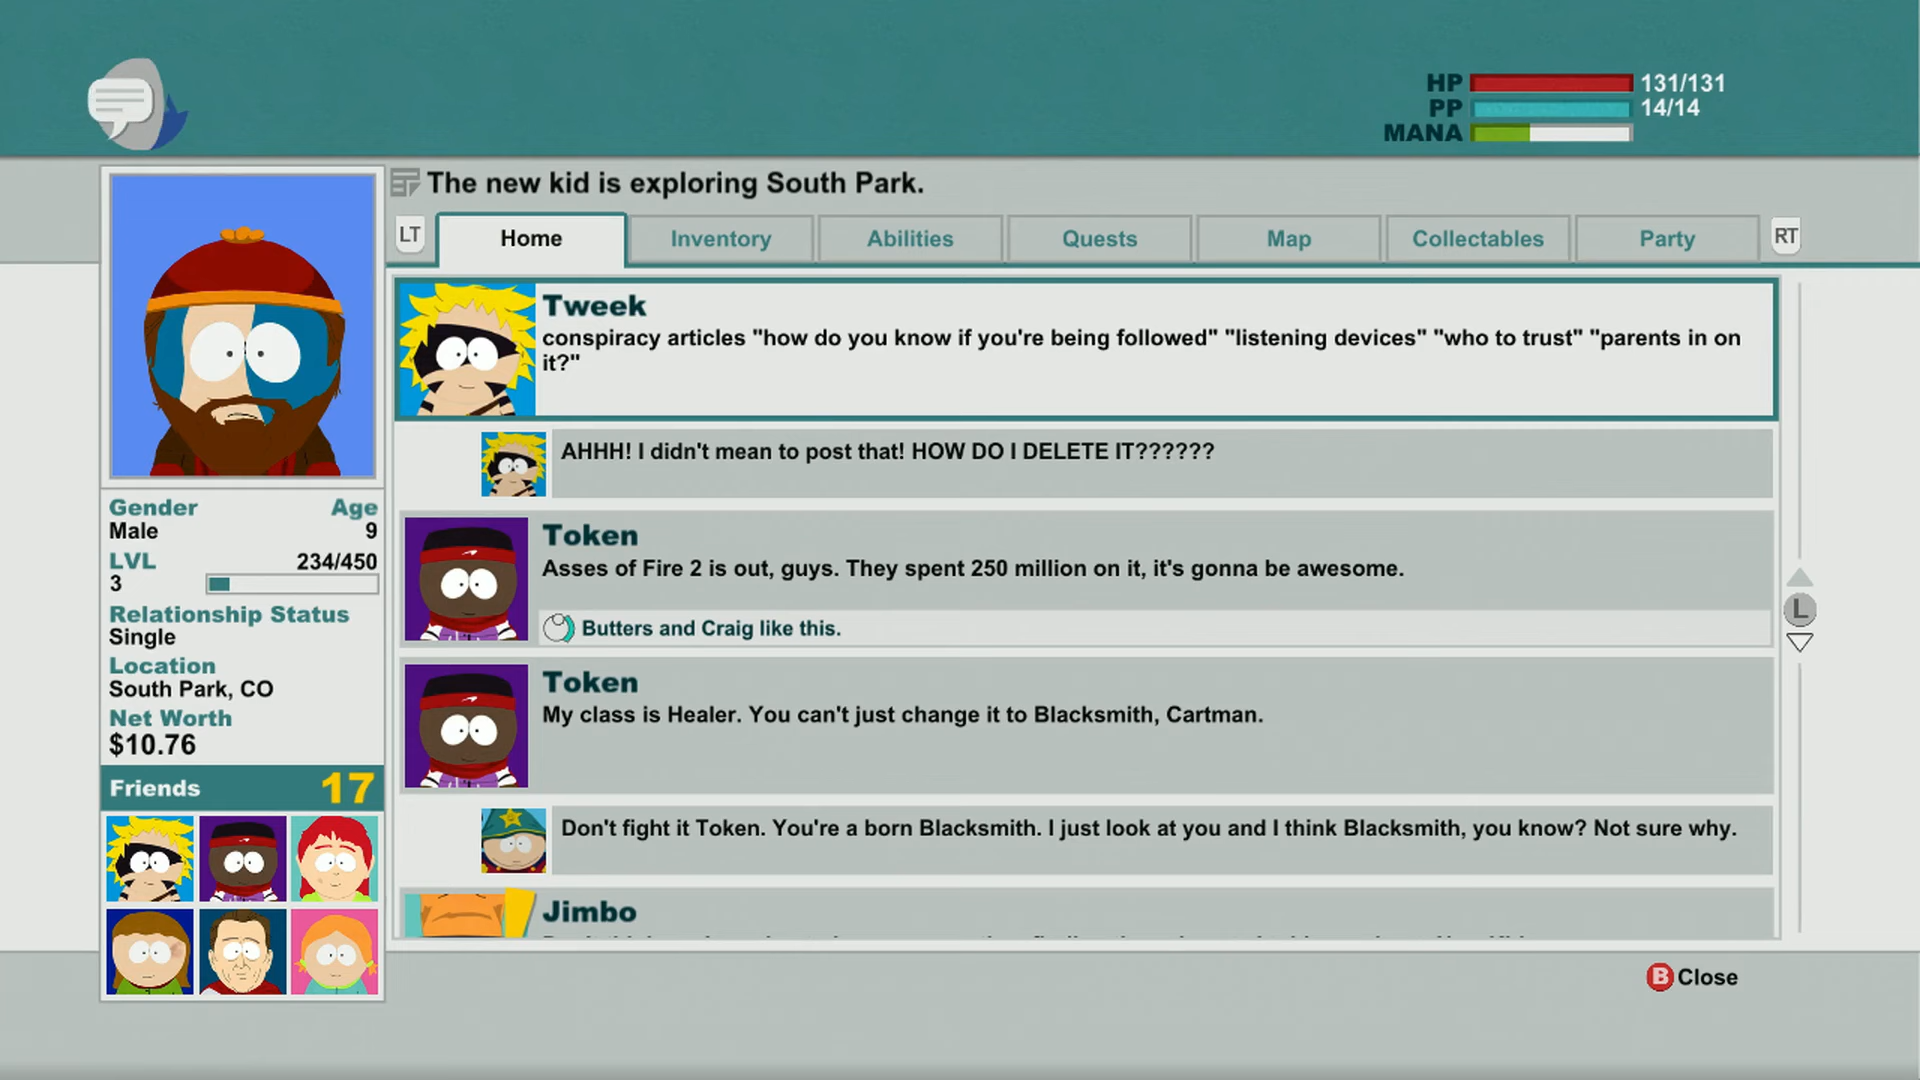 HP 131/131
PP 14/14
MANA
The new kid is exploring South Park.
LT Home Inventory Abilities Quests Map Collectables Party RT
Gender Age
Male 9
LVL 234/450
3
Relationship Status
Single
Location
South Park, CO
Net Worth
$10.76
Friends 17
Tweek
conspiracy articles "how do you know if you're being followed" "listening devices" "who to trust" "parents in on
it?"
AHHH! I didn't mean to post that! HOW DO I DELETE IT??????
Token
Asses of Fire 2 is out, guys. They spent 250 million on it, it's gonna be awesome.
Butters and Craig like this.
Token
My class is Healer. You can't just change it to Blacksmith, Cartman.
Don't fight it Token. You're a born Blacksmith. I just look at you and I think Blacksmith, you know? Not sure why.
Jimbo
L
B Close